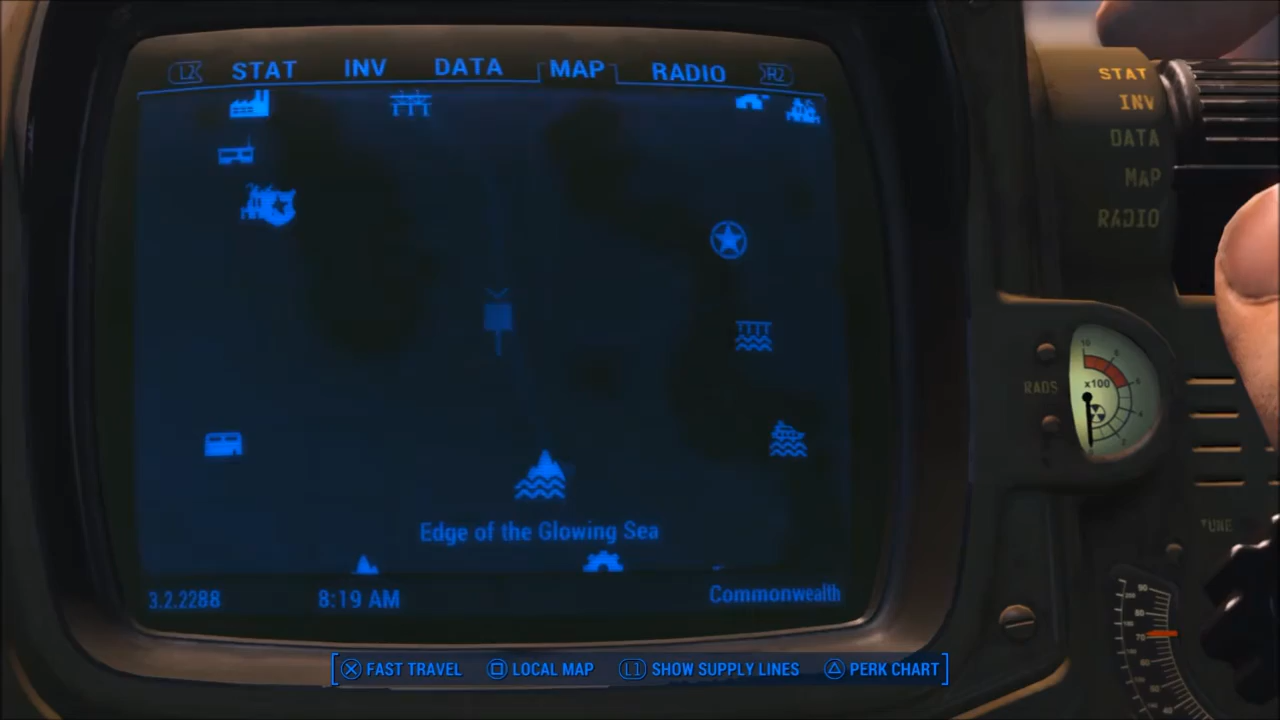 L2 STAT INV DATA MAP RADIO R2
Edge of the Glowing Sea
3.2.2288 8:19 AM Commonwealth
FAST TRAVEL LOCAL MAP L1 SHOW SUPPLY LINES PERK CHART
STAT
INV
DATA
MAP
RADIO
RADS
x100
TUNE